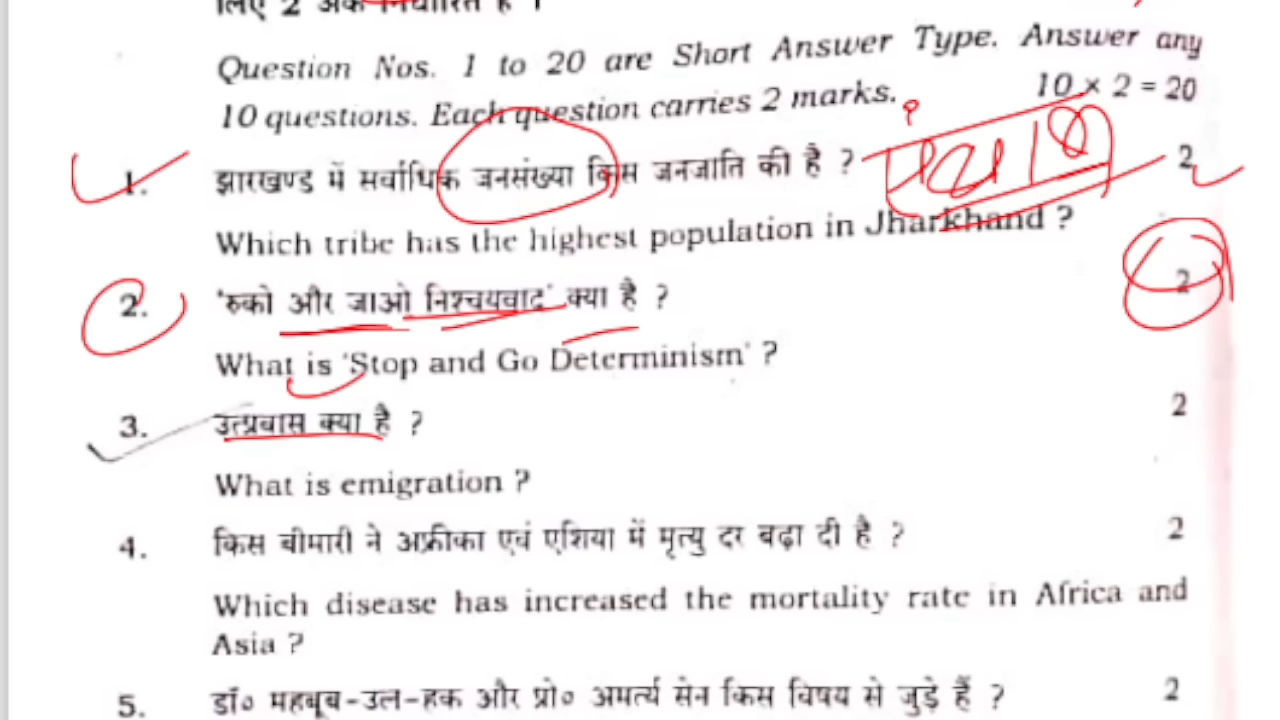 लिए 2 अंक निर्धारित है ।
Question Nos. 1 to 20 are Short Answer Type. Answer any
10 questions. Each question carries 2 marks. 10 × 2 = 20
1. झारखण्ड में सर्वाधिक जनसंख्या किस जनजाति की है ? 2
Which tribe has the highest population in Jharkhand ?
2. 'रुको और जाओ निश्चयवाद' क्या है ? 2
What is 'Stop and Go Determinism' ?
3. उत्प्रवास क्या है ? 2
What is emigration ?
4. किस बीमारी ने अफ्रीका एवं एशिया में मृत्यु दर बढ़ा दी है ? 2
Which disease has increased the mortality rate in Africa and
Asia ?
5. डॉ० महबूब-उल-हक और प्रो० अमर्त्य सेन किस विषय से जुड़े हैं ? 2